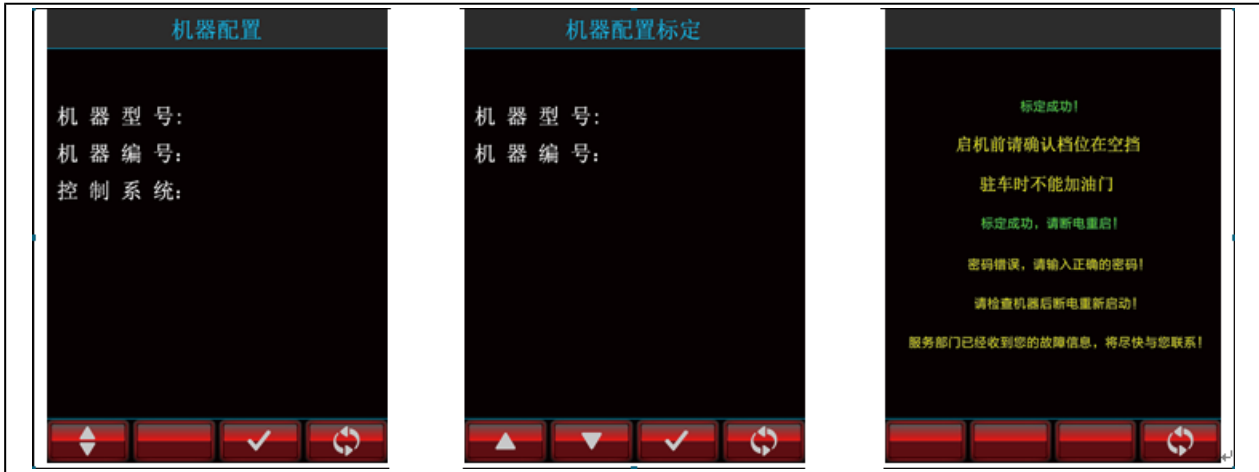 机器配置
机 器 型 号:
机 器 编 号:
控 制 系 统:
机器配置标定
机 器 型 号:
机 器 编 号:
标定成功!
启机前请确认档位在空挡
驻车时不能加油门
标定成功，请断电重启!
密码错误，请输入正确的密码!
请检查机器后断电重新启动!
服务部门已经收到您的故障信息，将尽快与您联系!